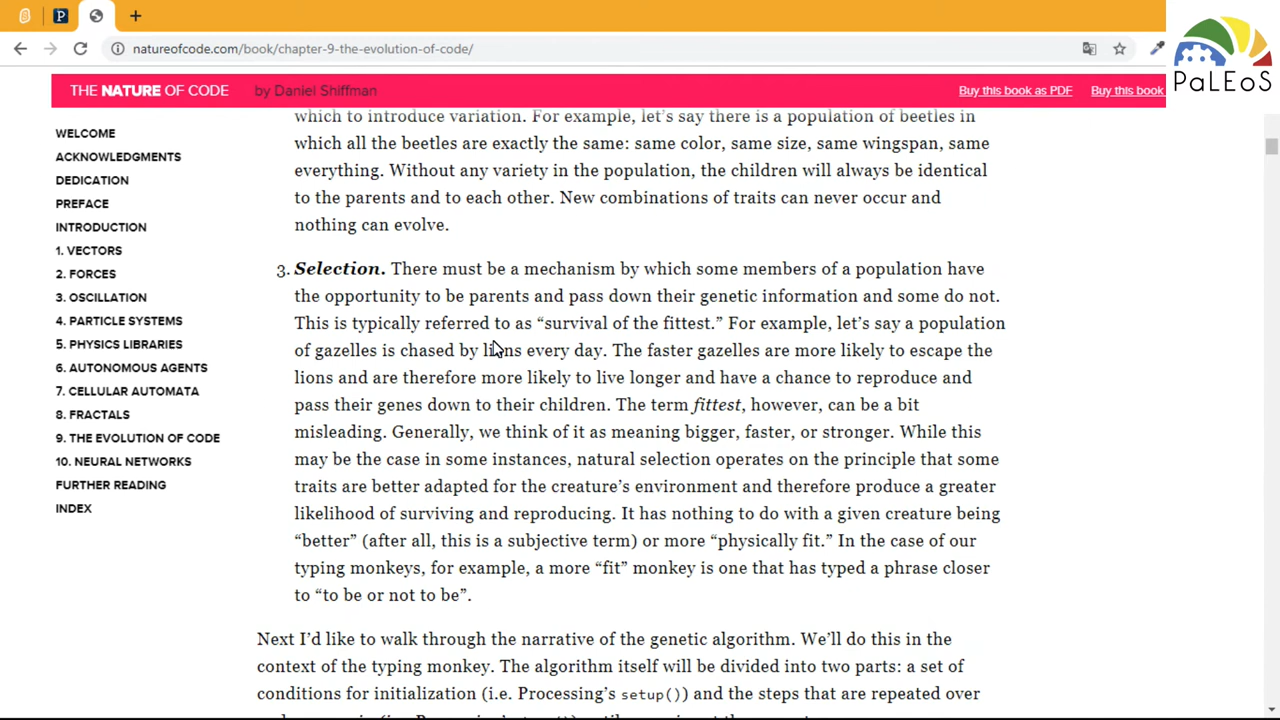 natureofcode.com/book/chapter-9-the-evolution-of-code/
PaLEoS
THE NATURE OF CODE by Daniel Shiffman
Buy this book as PDF
Buy this book
WELCOME
ACKNOWLEDGMENTS
DEDICATION
PREFACE
INTRODUCTION
1. VECTORS
2. FORCES
3. OSCILLATION
4. PARTICLE SYSTEMS
5. PHYSICS LIBRARIES
6. AUTONOMOUS AGENTS
7. CELLULAR AUTOMATA
8. FRACTALS
9. THE EVOLUTION OF CODE
10. NEURAL NETWORKS
FURTHER READING
INDEX
which to introduce variation. For example, let’s say there is a population of beetles in
which all the beetles are exactly the same: same color, same size, same wingspan, same
everything. Without any variety in the population, the children will always be identical
to the parents and to each other. New combinations of traits can never occur and
nothing can evolve.
3. Selection. There must be a mechanism by which some members of a population have
the opportunity to be parents and pass down their genetic information and some do not.
This is typically referred to as “survival of the fittest.” For example, let’s say a population
of gazelles is chased by lions every day. The faster gazelles are more likely to escape the
lions and are therefore more likely to live longer and have a chance to reproduce and
pass their genes down to their children. The term fittest, however, can be a bit
misleading. Generally, we think of it as meaning bigger, faster, or stronger. While this
may be the case in some instances, natural selection operates on the principle that some
traits are better adapted for the creature’s environment and therefore produce a greater
likelihood of surviving and reproducing. It has nothing to do with a given creature being
“better” (after all, this is a subjective term) or more “physically fit.” In the case of our
typing monkeys, for example, a more “fit” monkey is one that has typed a phrase closer
to “to be or not to be”.
Next I’d like to walk through the narrative of the genetic algorithm. We’ll do this in the
context of the typing monkey. The algorithm itself will be divided into two parts: a set of
conditions for initialization (i.e. Processing’s setup()) and the steps that are repeated over